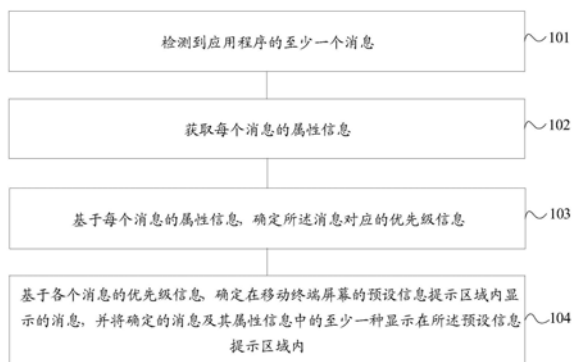 检测到应用程序的至少一个消息
101
获取每个消息的属性信息
102
基于每个消息的属性信息, 确定所述消息对应的优先级信息
103
基于各个消息的优先级信息, 确定在移动终端屏幕的预设信息提示区域内显
示的消息, 并将确定的消息及其属性信息中的至少一种显示在所述预设信息
提示区域内
104